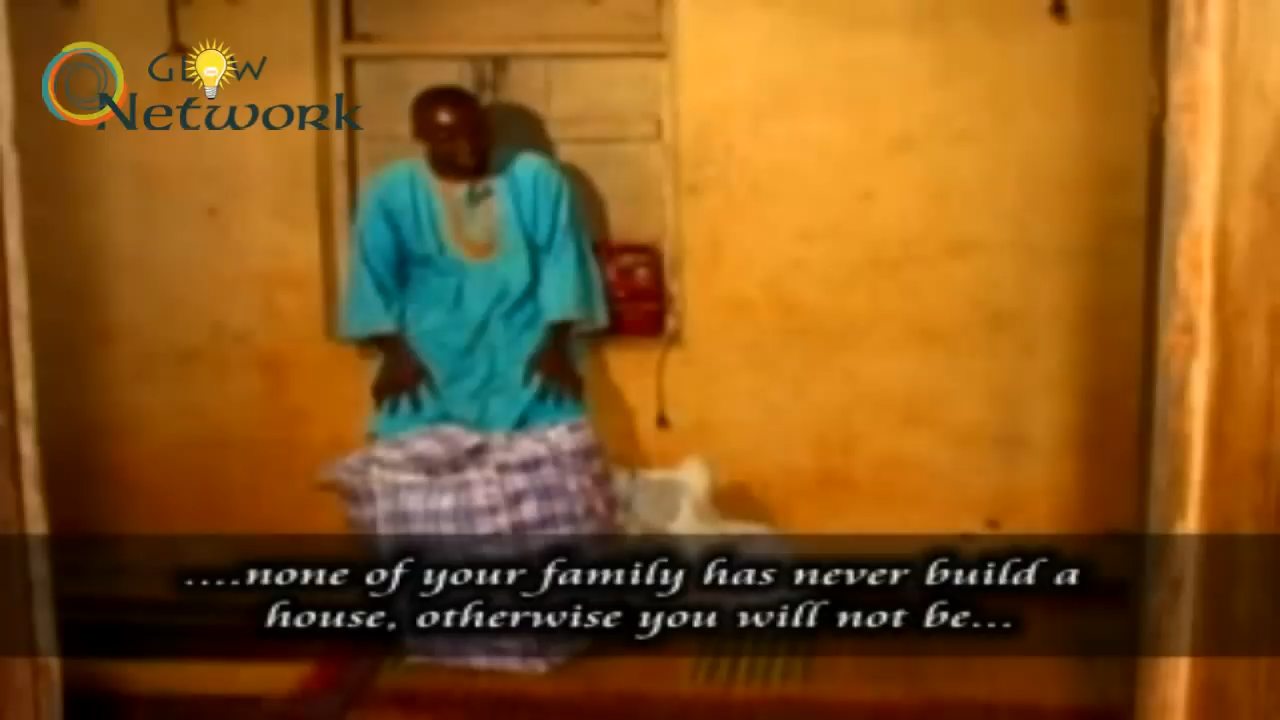 GLOW
Network
....none of your family has never build a
house, otherwise you will not be...